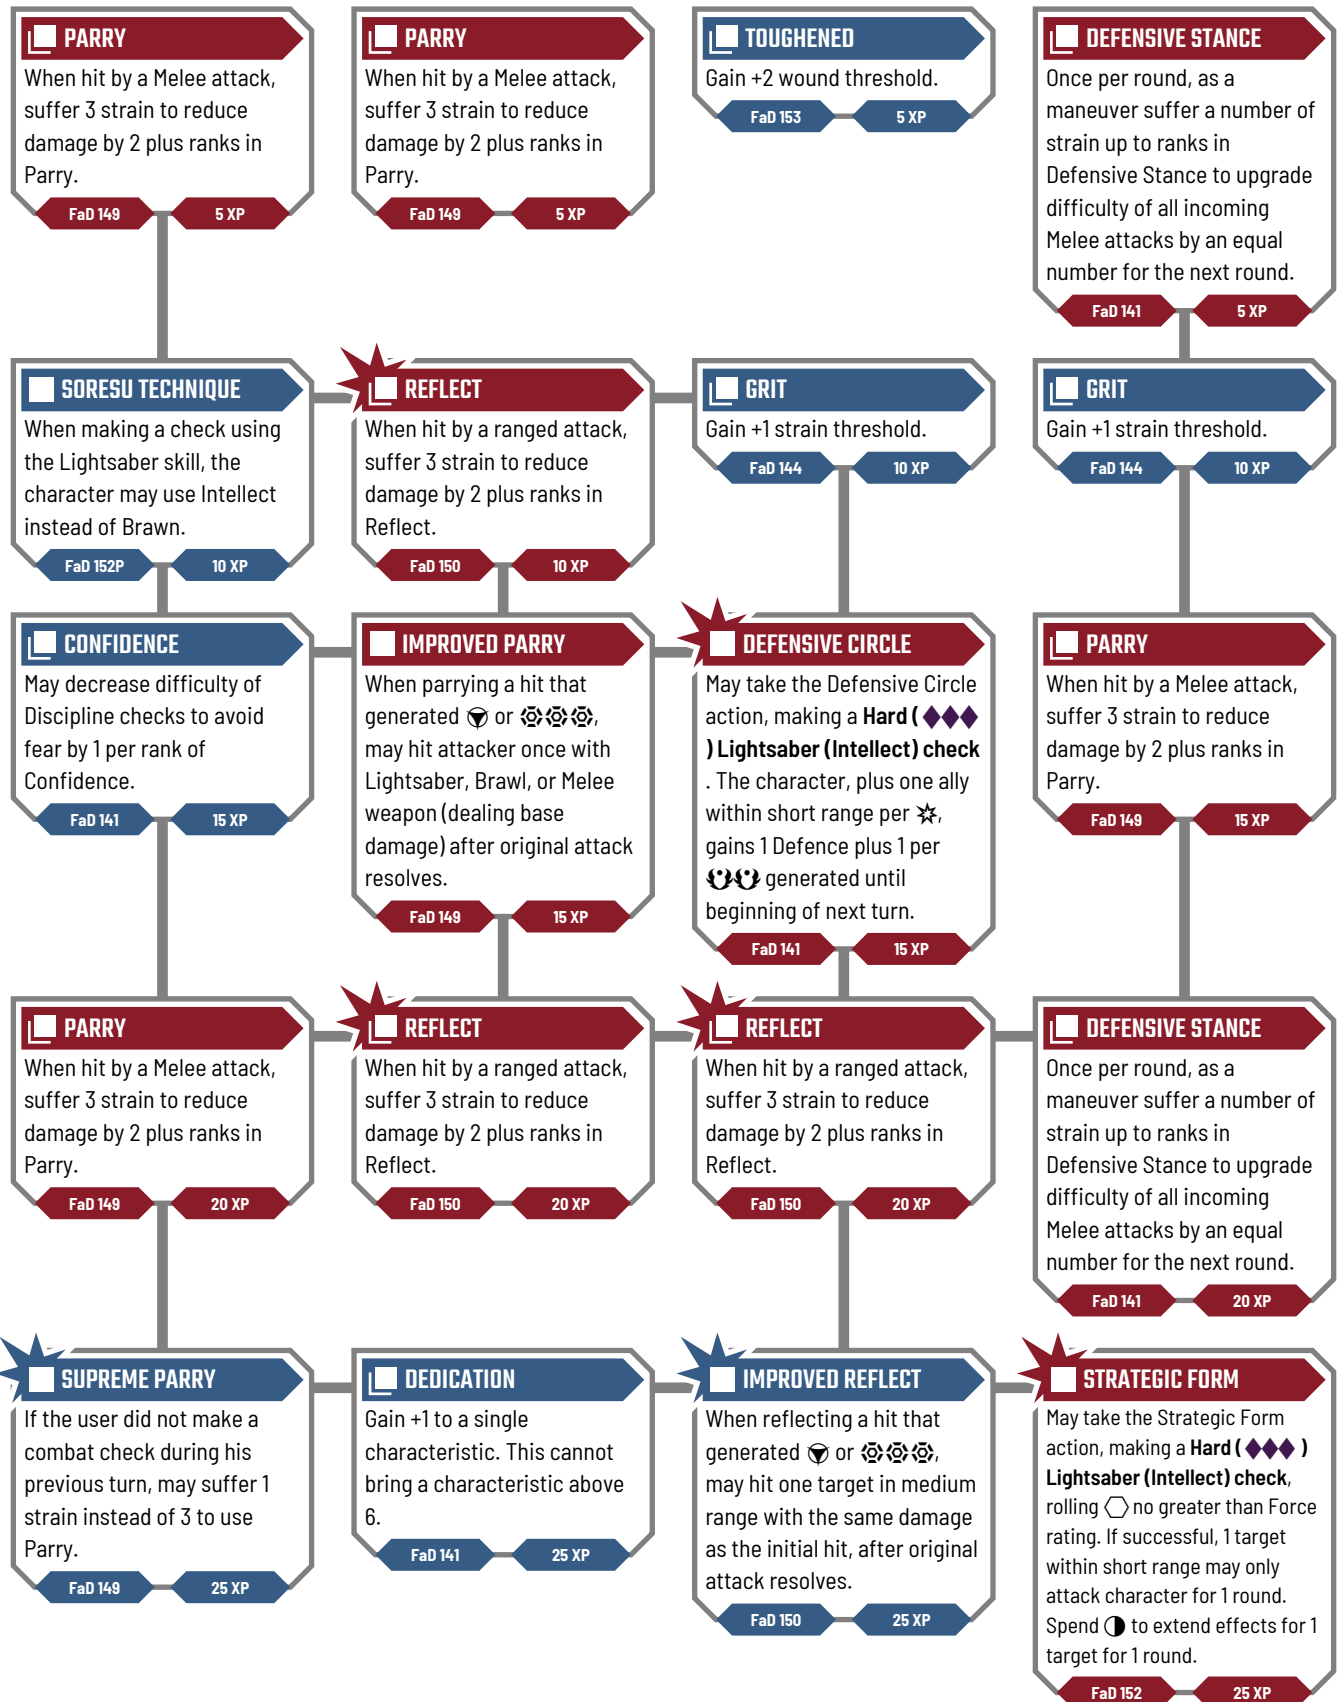 PARRY
When hit by a Melee attack,
suffer 3 strain to reduce
damage by 2 plus ranks in
Parry.
FaD 149 5 XP
PARRY
When hit by a Melee attack,
suffer 3 strain to reduce
damage by 2 plus ranks in
Parry.
FaD 149 5 XP
TOUGHENED
Gain +2 wound threshold.
FaD 153 5 XP
DEFENSIVE STANCE
Once per round, as a
maneuver suffer a number of
strain up to ranks in
Defensive Stance to upgrade
difficulty of all incoming
Melee attacks by an equal
number for the next round.
FaD 141 5 XP
SORESU TECHNIQUE
When making a check using
the Lightsaber skill, the
character may use Intellect
instead of Brawn.
FaD 152P 10 XP
REFLECT
When hit by a ranged attack,
suffer 3 strain to reduce
damage by 2 plus ranks in
Reflect.
FaD 150 10 XP
GRIT
Gain +1 strain threshold.
FaD 144 10 XP
GRIT
Gain +1 strain threshold.
FaD 144 10 XP
CONFIDENCE
May decrease difficulty of
Discipline checks to avoid
fear by 1 per rank of
Confidence.
FaD 141 15 XP
IMPROVED PARRY
When parrying a hit that
generated or ,
may hit attacker once with
Lightsaber, Brawl, or Melee
weapon (dealing base
damage) after original attack
resolves.
FaD 149 15 XP
DEFENSIVE CIRCLE
May take the Defensive Circle
action, making a Hard ( ◆◆◆
) Lightsaber (Intellect) check
. The character, plus one ally
within short range per ,
gains 1 Defence plus 1 per
generated until
beginning of next turn.
FaD 141 15 XP
PARRY
When hit by a Melee attack,
suffer 3 strain to reduce
damage by 2 plus ranks in
Parry.
FaD 149 15 XP
PARRY
When hit by a Melee attack,
suffer 3 strain to reduce
damage by 2 plus ranks in
Parry.
FaD 149 20 XP
REFLECT
When hit by a ranged attack,
suffer 3 strain to reduce
damage by 2 plus ranks in
Reflect.
FaD 150 20 XP
REFLECT
When hit by a ranged attack,
suffer 3 strain to reduce
damage by 2 plus ranks in
Reflect.
FaD 150 20 XP
DEFENSIVE STANCE
Once per round, as a
maneuver suffer a number of
strain up to ranks in
Defensive Stance to upgrade
difficulty of all incoming
Melee attacks by an equal
number for the next round.
FaD 141 20 XP
SUPREME PARRY
If the user did not make a
combat check during his
previous turn, may suffer 1
strain instead of 3 to use
Parry.
FaD 149 25 XP
DEDICATION
Gain +1 to a single
characteristic. This cannot
bring a characteristic above
6.
FaD 141 25 XP
IMPROVED REFLECT
When reflecting a hit that
generated or ,
may hit one target in medium
range with the same damage
as the initial hit, after original
attack resolves.
FaD 150 25 XP
STRATEGIC FORM
May take the Strategic Form
action, making a Hard ( ◆◆◆ )
Lightsaber (Intellect) check,
rolling no greater than Force
rating. If successful, 1 target
within short range may only
attack character for 1 round.
Spend to extend effects for 1
target for 1 round.
FaD 152 25 XP